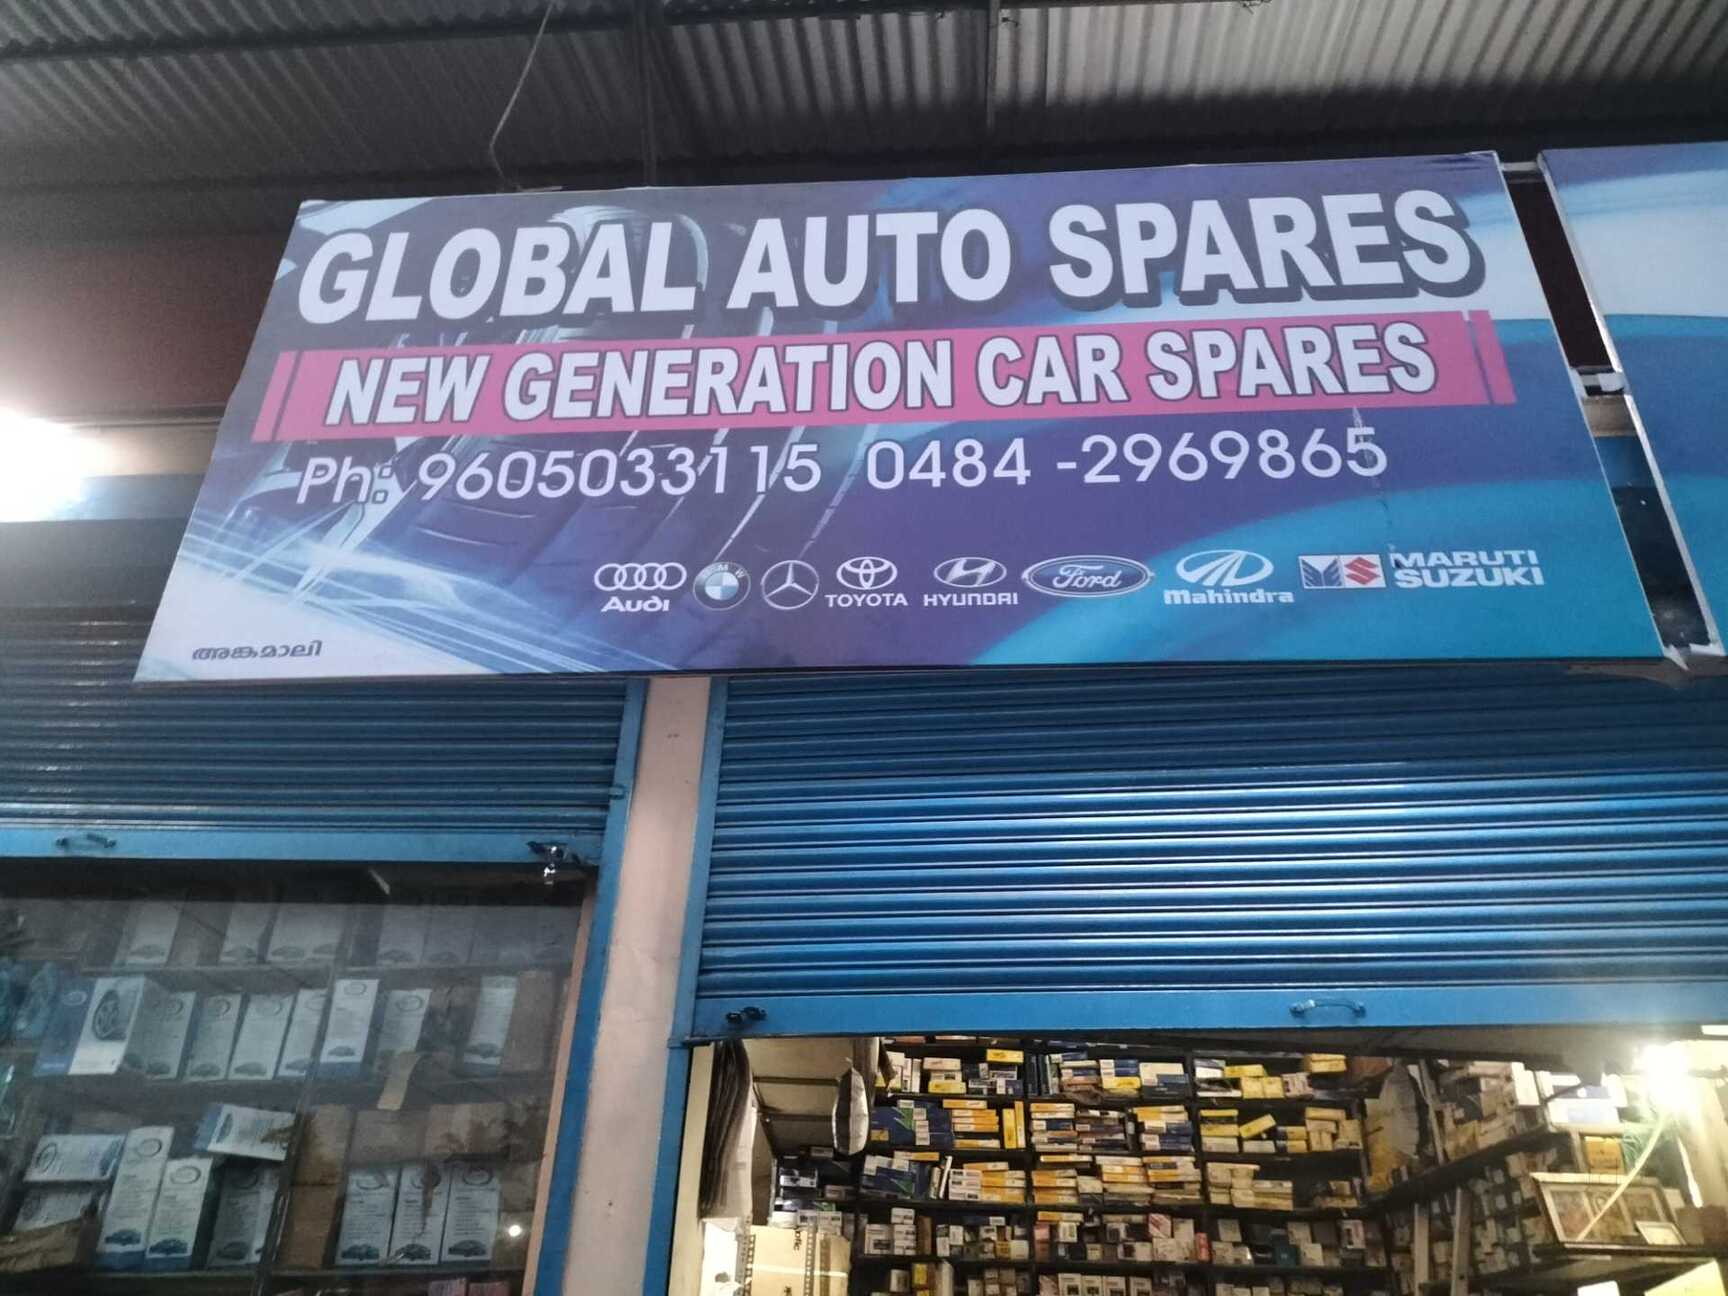 GLOBAL AUTO SPARES
NEW GENERATION CAR SPARES
Ph: 9605033115 0484 -2969865
Audi BMW TOYOTA HYUNDAI Ford Mahindra MARUTI
SUZUKI
അങ്കമാലി